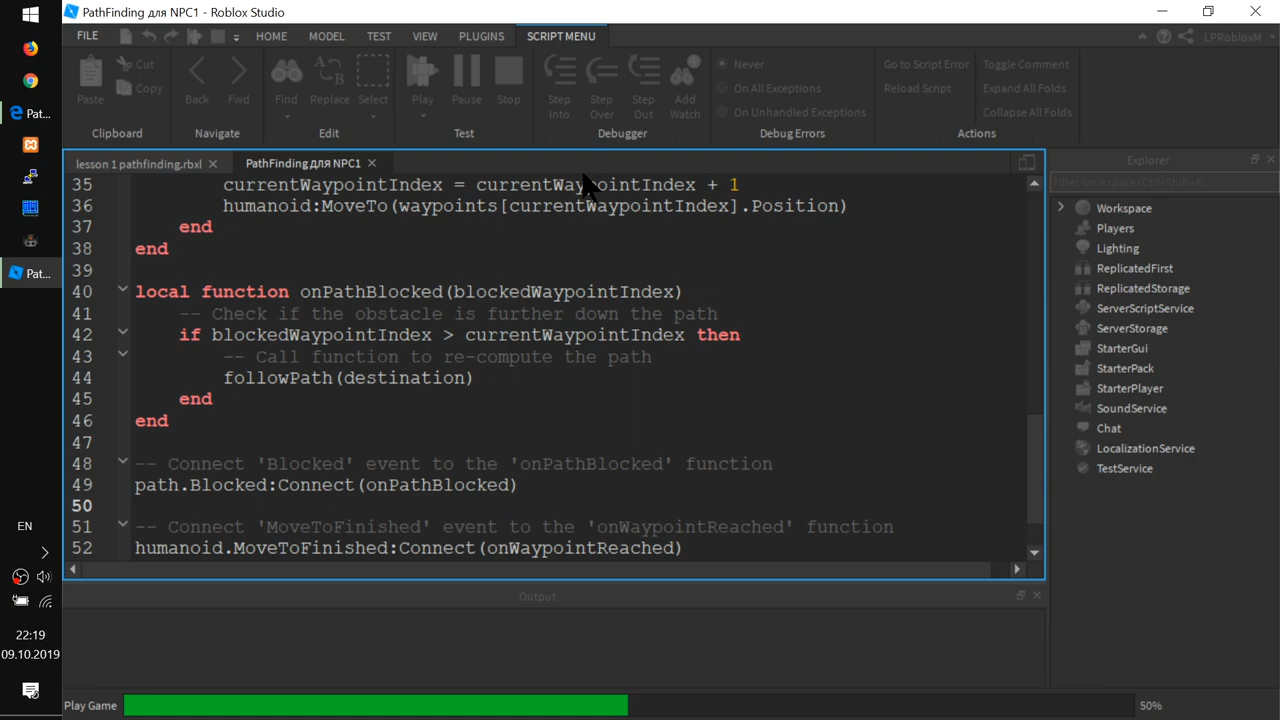 PathFinding для NPC1 - Roblox Studio
FILE HOME MODEL TEST VIEW PLUGINS SCRIPT MENU LPRobloxM
Paste Cut Copy Back Fwd Find Replace Select Play Pause Stop Step Into Step Over Step Out Add Watch
Never
On All Exceptions
On Unhandled Exceptions
Go to Script Error
Reload Script
Toggle Comment
Expand All Folds
Collapse All Folds
Clipboard Navigate Edit Test Debugger Debug Errors Actions
Pat...
Pat...
lesson 1 pathfinding.rbxl PathFinding для NPC1
35 currentWaypointIndex = currentWaypointIndex + 1
36 humanoid:MoveTo(waypoints[currentWaypointIndex].Position)
37 end
38 end
39
40 local function onPathBlocked(blockedWaypointIndex)
41 -- Check if the obstacle is further down the path
42 if blockedWaypointIndex > currentWaypointIndex then
43 -- Call function to re-compute the path
44 followPath(destination)
45 end
46 end
47
48 -- Connect 'Blocked' event to the 'onPathBlocked' function
49 path.Blocked:Connect(onPathBlocked)
50
51 -- Connect 'MoveToFinished' event to the 'onWaypointReached' function
52 humanoid.MoveToFinished:Connect(onWaypointReached)
Explorer
Filter workspace (Ctrl+Shift+X)
Workspace
Players
Lighting
ReplicatedFirst
ReplicatedStorage
ServerScriptService
ServerStorage
StarterGui
StarterPack
StarterPlayer
SoundService
Chat
LocalizationService
TestService
Output
EN
22:19
09.10.2019
Play Game 50%